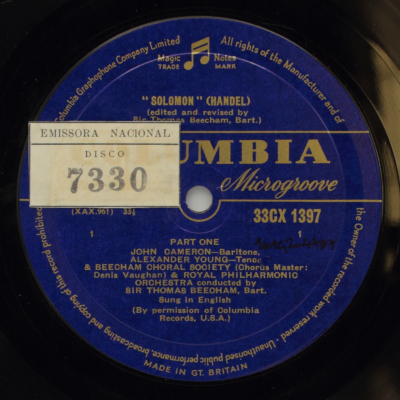 Columbia Graphophone Company Limited
All rights of the Manufacturer and of
the Owner of the recorded work reserved
Unauthorised public performance, broadcasting and copying of this record prohibited
Magic Notes
TRADE MARK
"SOLOMON" (HANDEL)
(edited and revised by
Sir Thomas Beecham, Bart.)
EMISSORA NACIONAL
DISCO
7330
UMBIA
Microgroove
(XAX.961) 33⅓
33CX 1397
1 1
PART ONE
JOHN CAMERON—Baritone,
ALEXANDER YOUNG—Tenor
& BEECHAM CHORAL SOCIETY (Chorus Master:
Denis Vaughan) & ROYAL PHILHARMONIC
ORCHESTRA conducted by
SIR THOMAS BEECHAM, Bart.
Sung in English
(By permission of Columbia
Records, U.S.A.)
MADE IN GT. BRITAIN